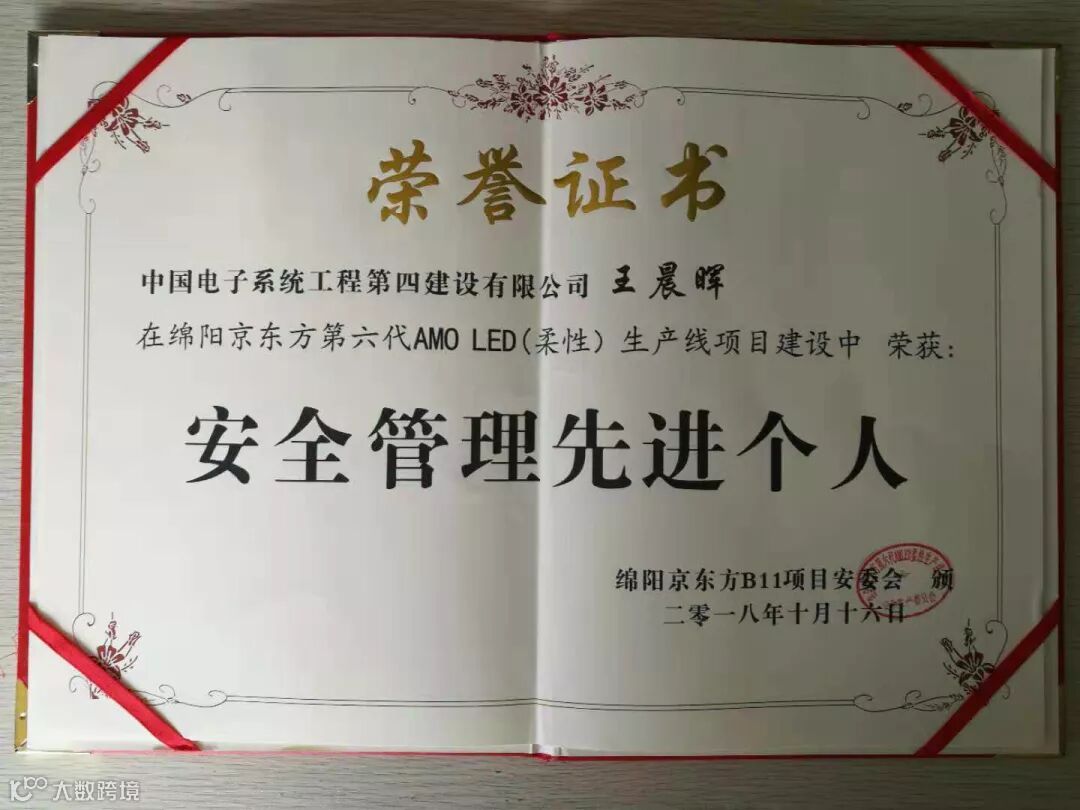 荣誉证书
中国电子系统工程第四建设有限公司 王晨晖
在绵阳京东方第六代AMO LED(柔性）生产线项目建设中 荣获：
安全管理先进个人
绵阳京东方B11项目安委会 颁
二零一八年十月十六日
大数跨境